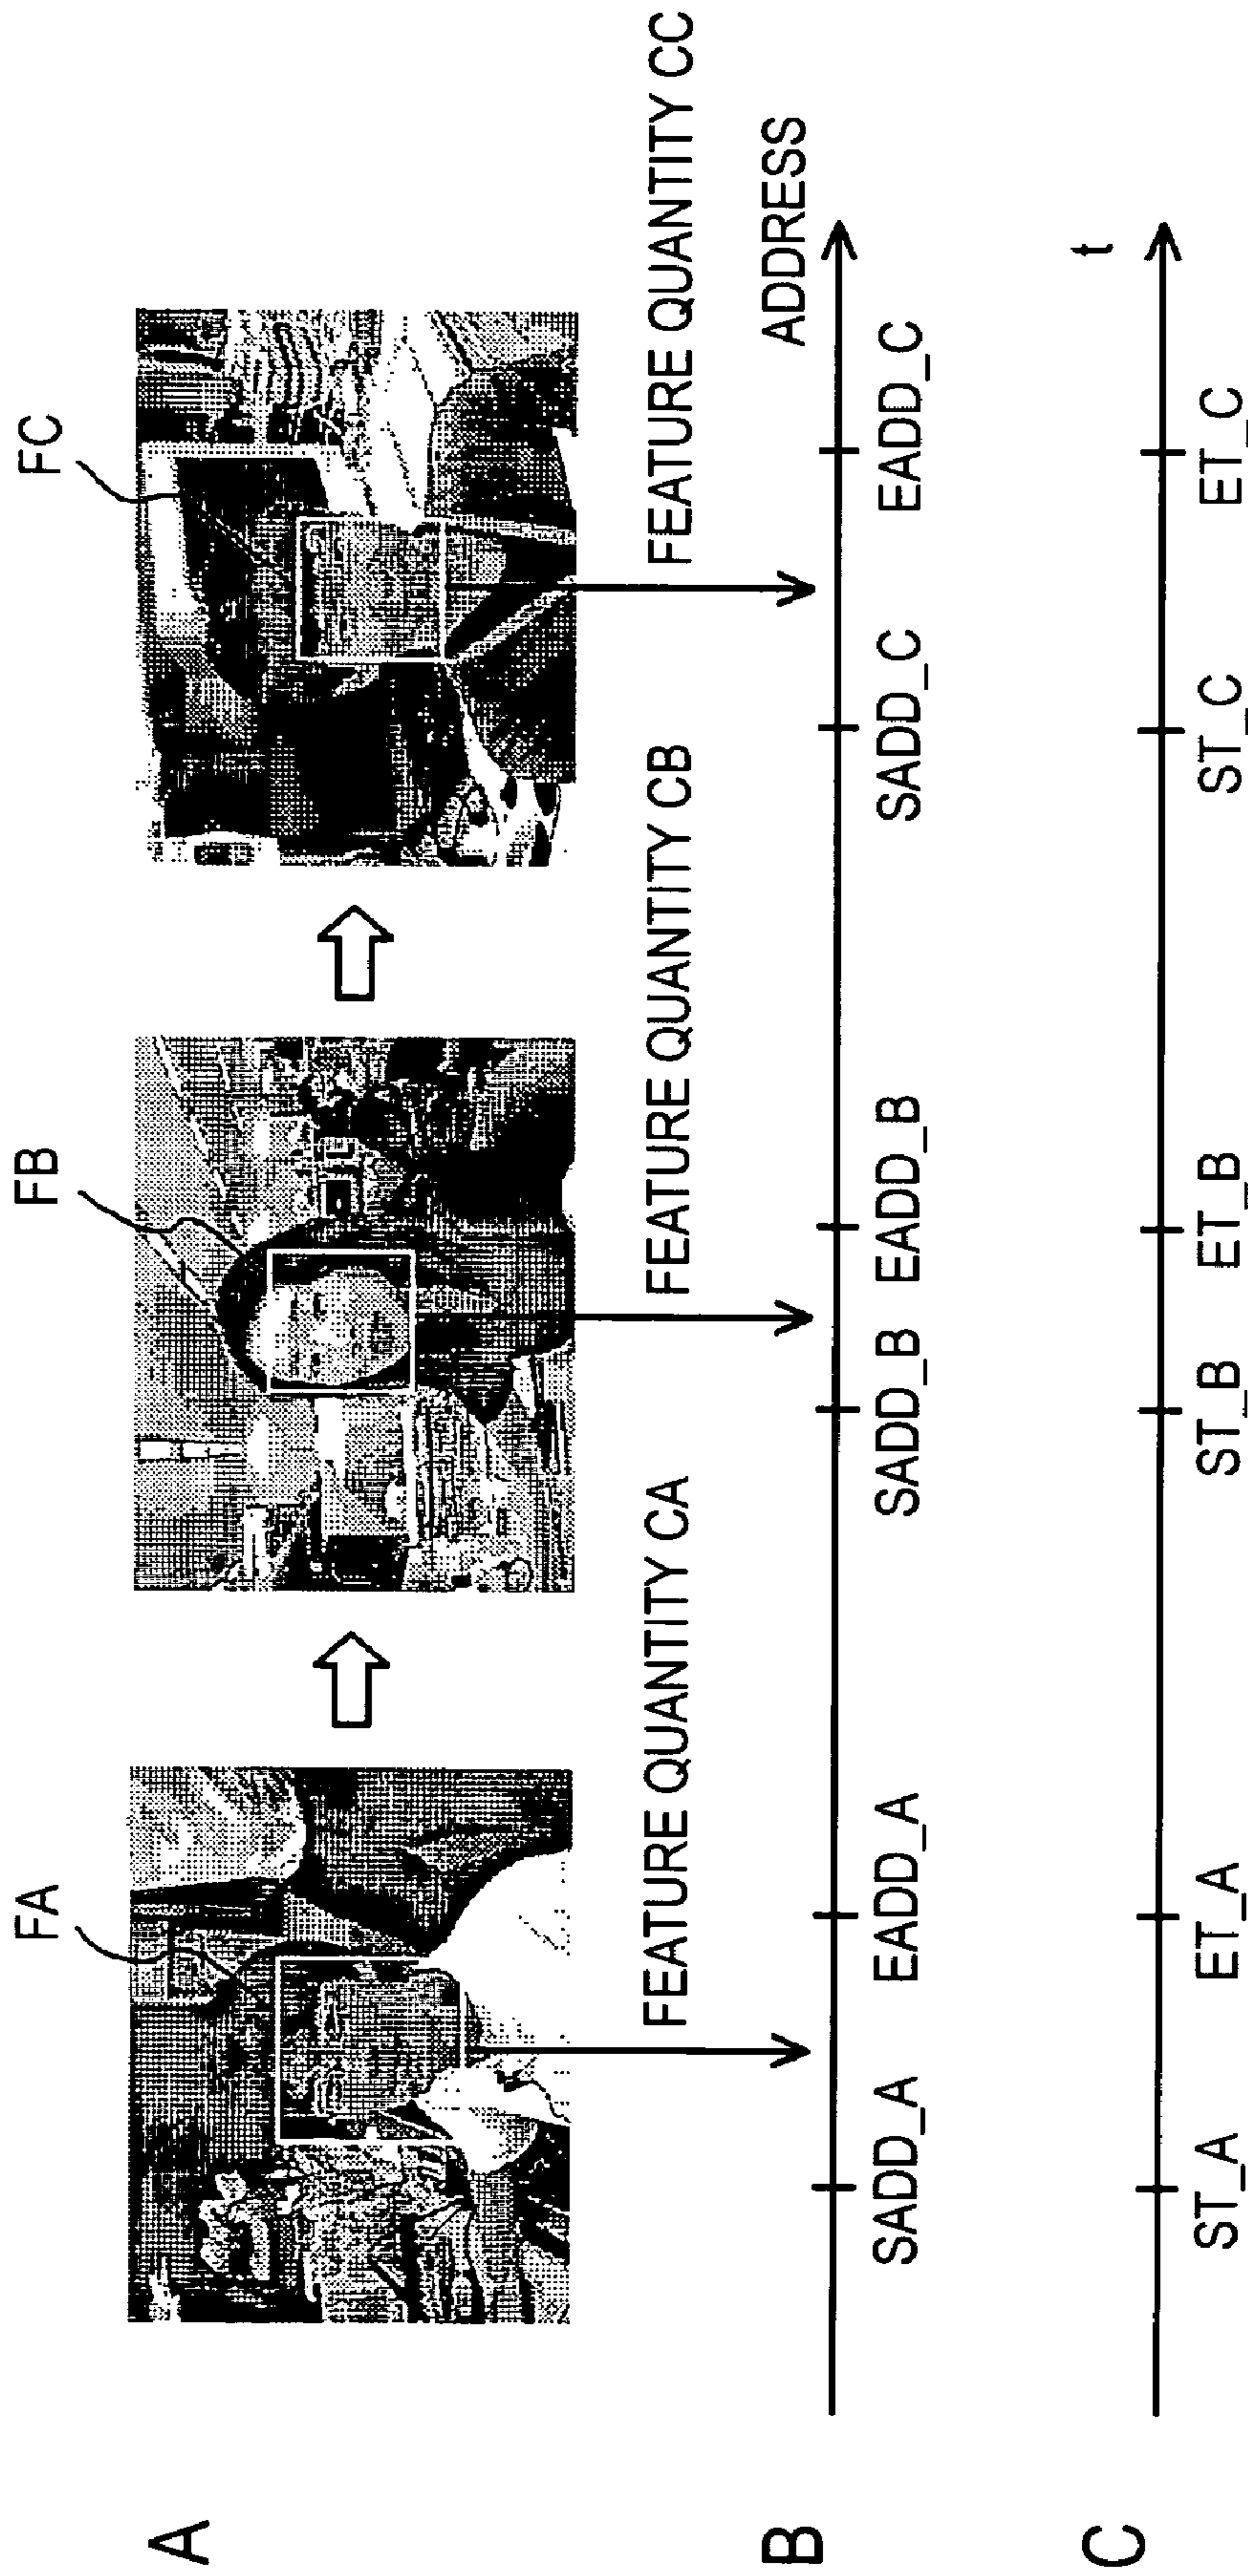 A
FA
FB
FC
FEATURE QUANTITY CA
FEATURE QUANTITY CB
FEATURE QUANTITY CC
B
ADDRESS
SADD_A
EADD_A
SADD_B
EADD_B
SADD_C
EADD_C
C
t
ST_A
ET_A
ST_B
ET_B
ST_C
ET_C